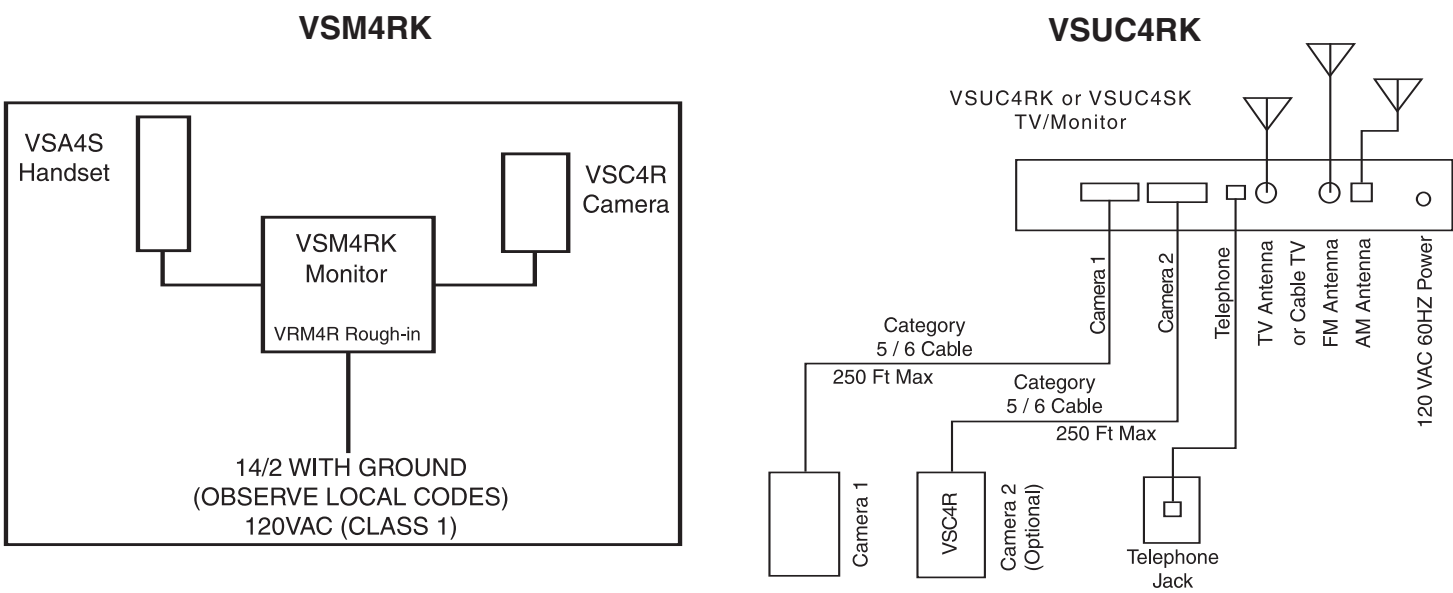 VSM4RK
VSA4S
Handset
VSC4R
Camera
VSM4RK
Monitor
VRM4R Rough-in
14/2 WITH GROUND
(OBSERVE LOCAL CODES)
120VAC (CLASS 1)
VSUC4RK
VSUC4RK or VSUC4SK
TV/Monitor
Camera 1
Camera 2
Telephone
TV Antenna
or Cable TV
FM Antenna
AM Antenna
120 VAC 60HZ Power
Category
5 / 6 Cable
250 Ft Max
Category
5 / 6 Cable
250 Ft Max
Camera 1
VSC4R
Camera 2
(Optional)
Telephone
Jack